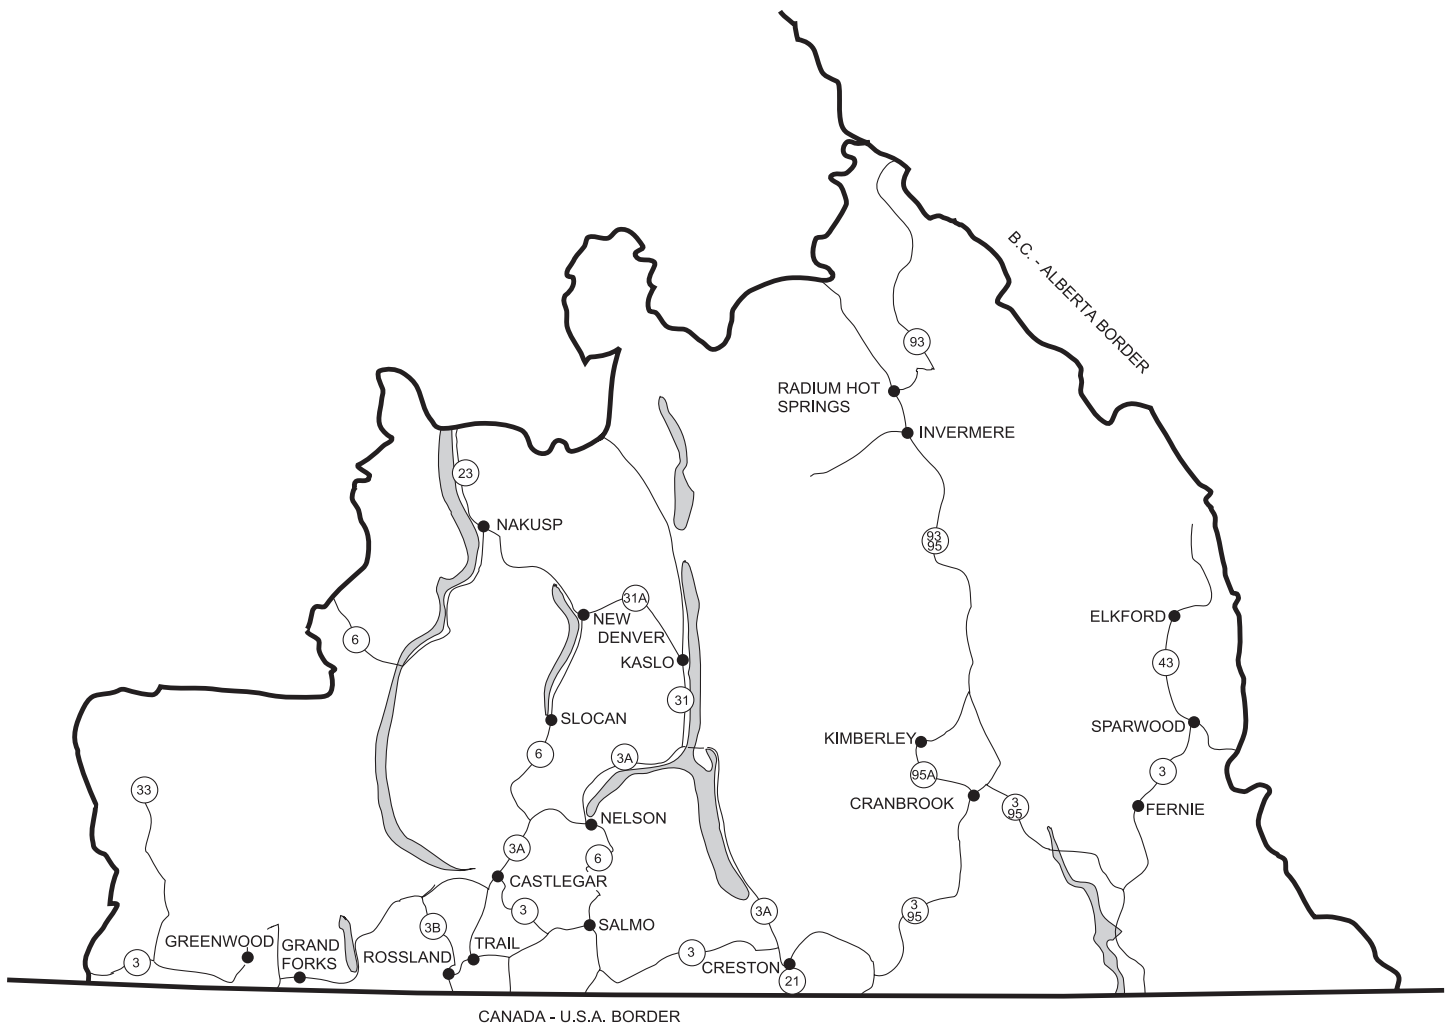 B.C. - ALBERTA BORDER
93
RADIUM HOT
SPRINGS
INVERMERE
23
NAKUSP
93
95
31A
NEW
DENVER
ELKFORD
6
KASLO
43
31
SLOCAN
SPARWOOD
KIMBERLEY
6
3A
3
95A
33
CRANBROOK
3
95
FERNIE
NELSON
3A
6
CASTLEGAR
3
3A
3
95
3B
SALMO
GREENWOOD
GRAND
FORKS
TRAIL
ROSSLAND
3
3
CRESTON
21
CANADA - U.S.A. BORDER